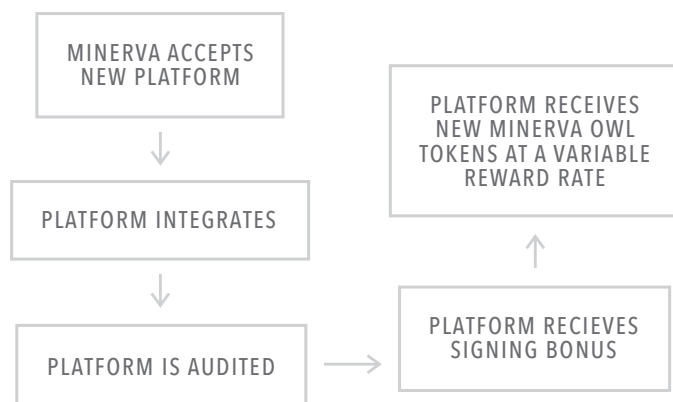 MINERVA ACCEPTS
NEW PLATFORM
PLATFORM INTEGRATES
PLATFORM IS AUDITED
PLATFORM RECIEVES
SIGNING BONUS
PLATFORM RECEIVES
NEW MINERVA OWL
TOKENS AT A VARIABLE
REWARD RATE